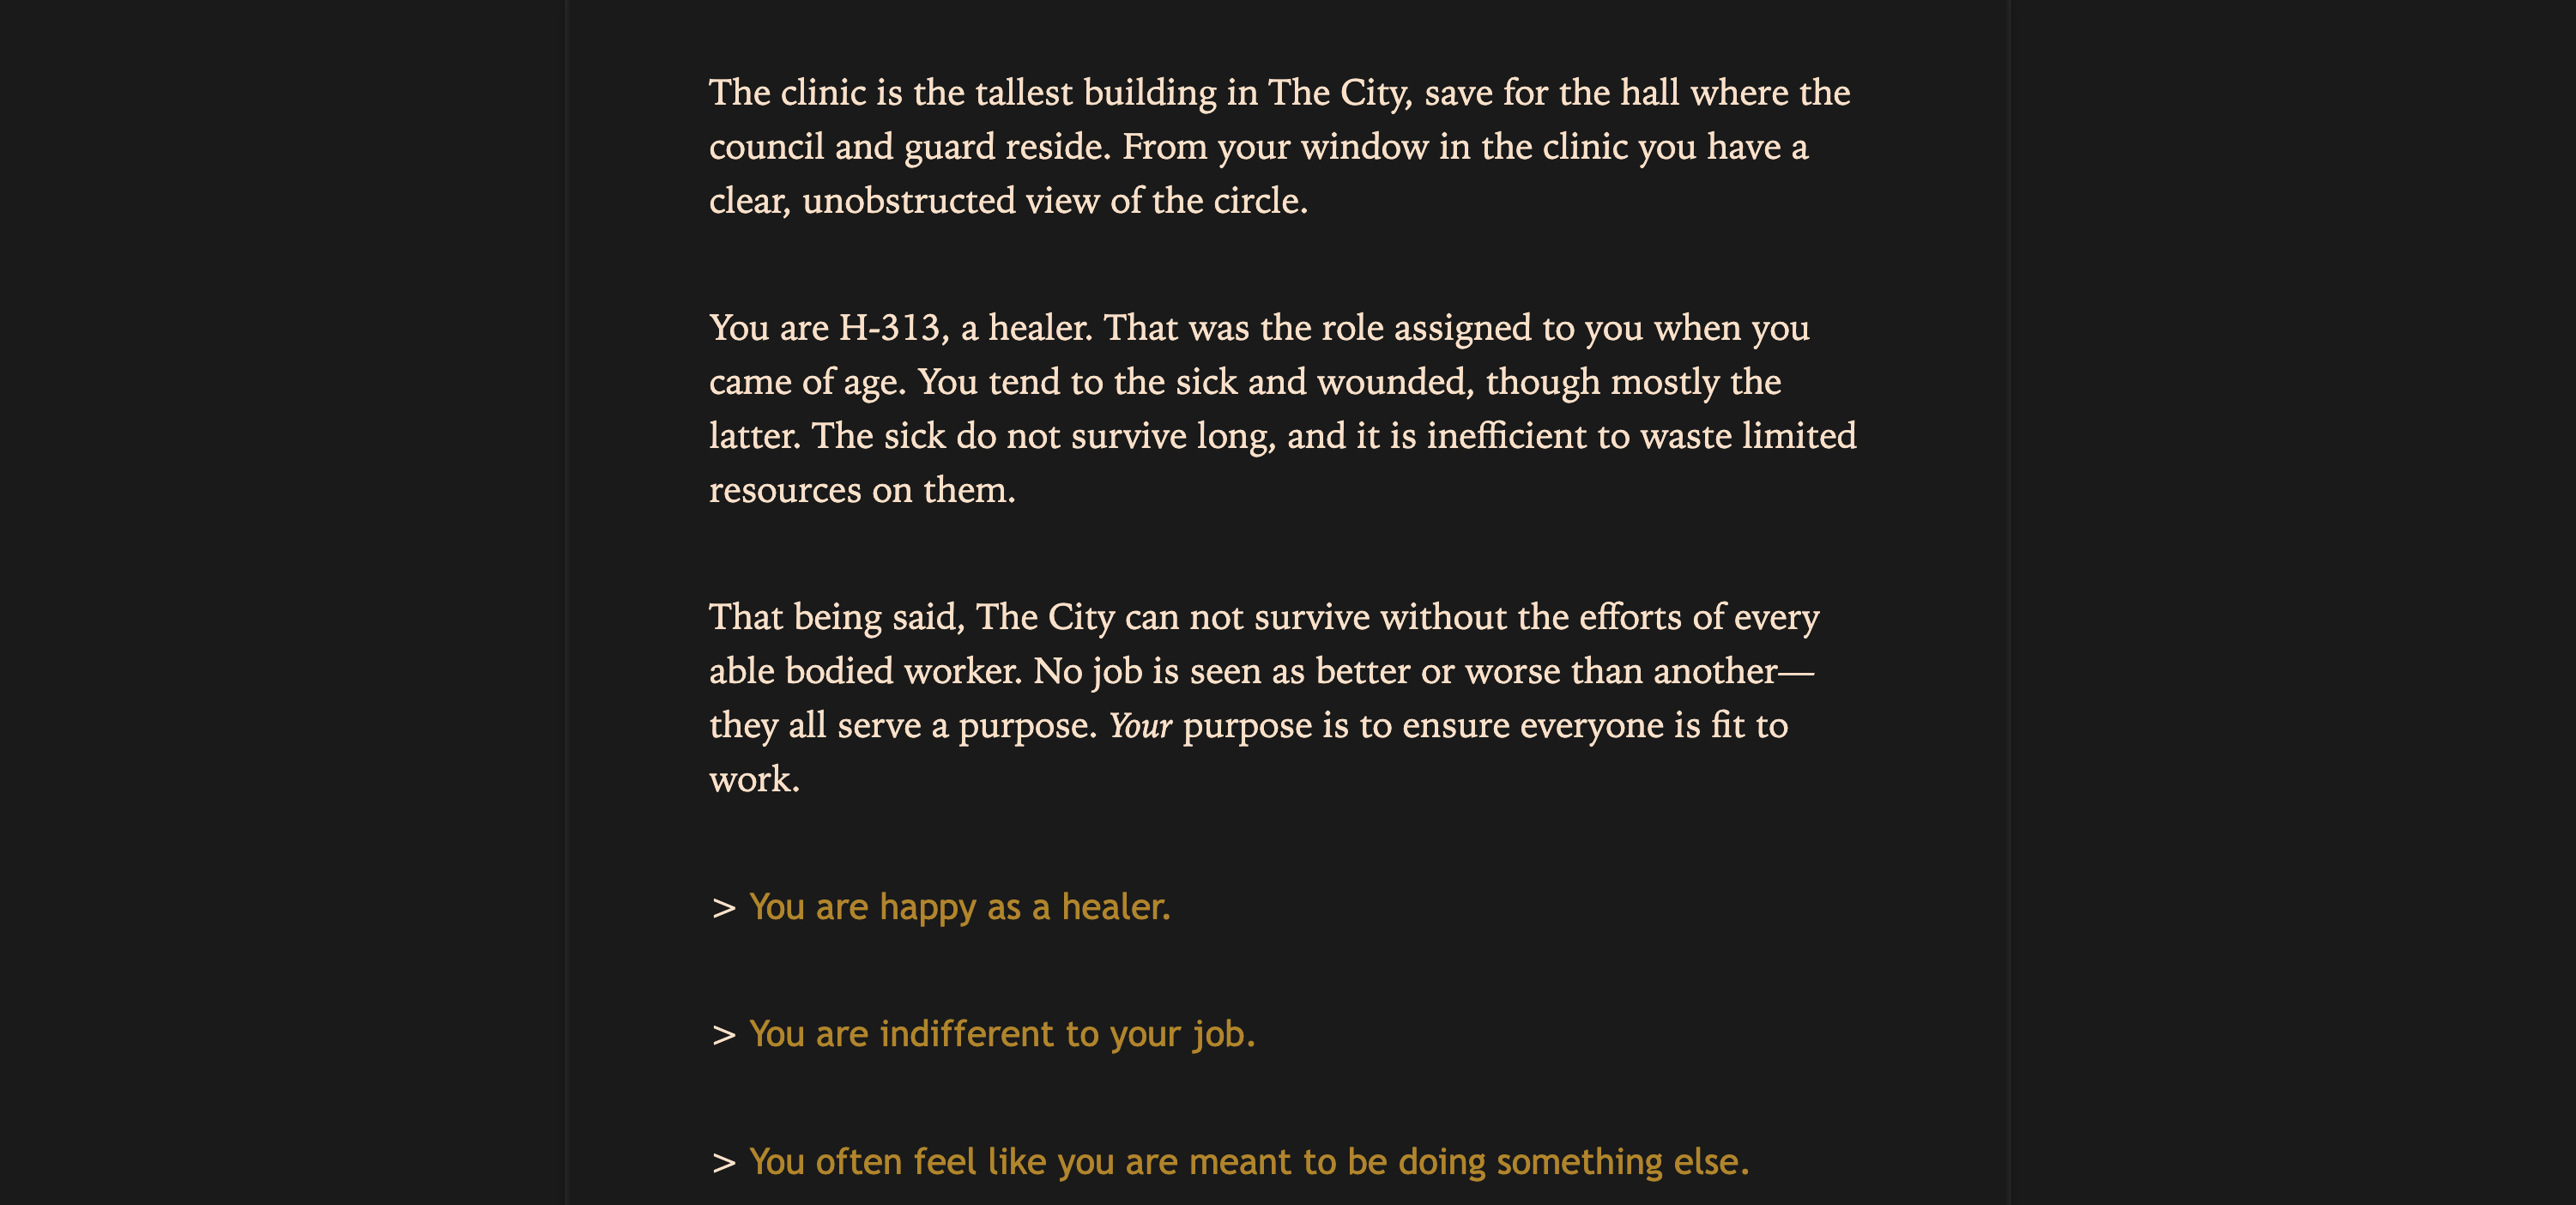 The clinic is the tallest building in The City, save for the hall where the
council and guard reside. From your window in the clinic you have a
clear, unobstructed view of the circle.
You are H-313, a healer. That was the role assigned to you when you
came of age. You tend to the sick and wounded, though mostly the
latter. The sick do not survive long, and it is inefficient to waste limited
resources on them.
That being said, The City can not survive without the efforts of every
able bodied worker. No job is seen as better or worse than another—
they all serve a purpose. Your purpose is to ensure everyone is fit to
work.
> You are happy as a healer.
> You are indifferent to your job.
> You often feel like you are meant to be doing something else.